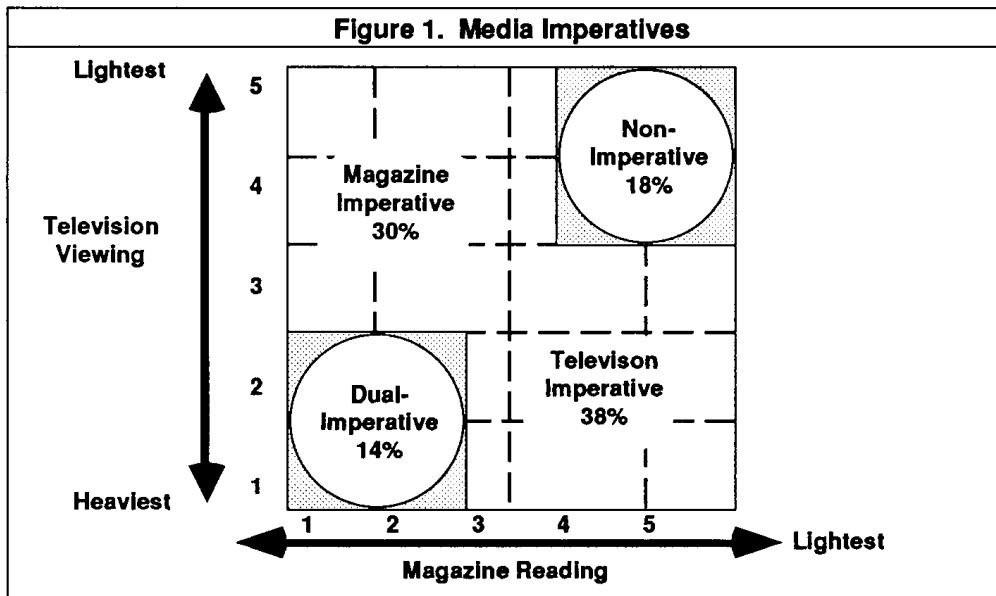 Figure 1. Media Imperatives
Lightest
Television
Viewing
Heaviest
5
4
3
2
1
Magazine
Imperative
30%
Non-
Imperative
18%
Dual-
Imperative
14%
Televison
Imperative
38%
1 2 3 4 5
Lightest
Magazine Reading